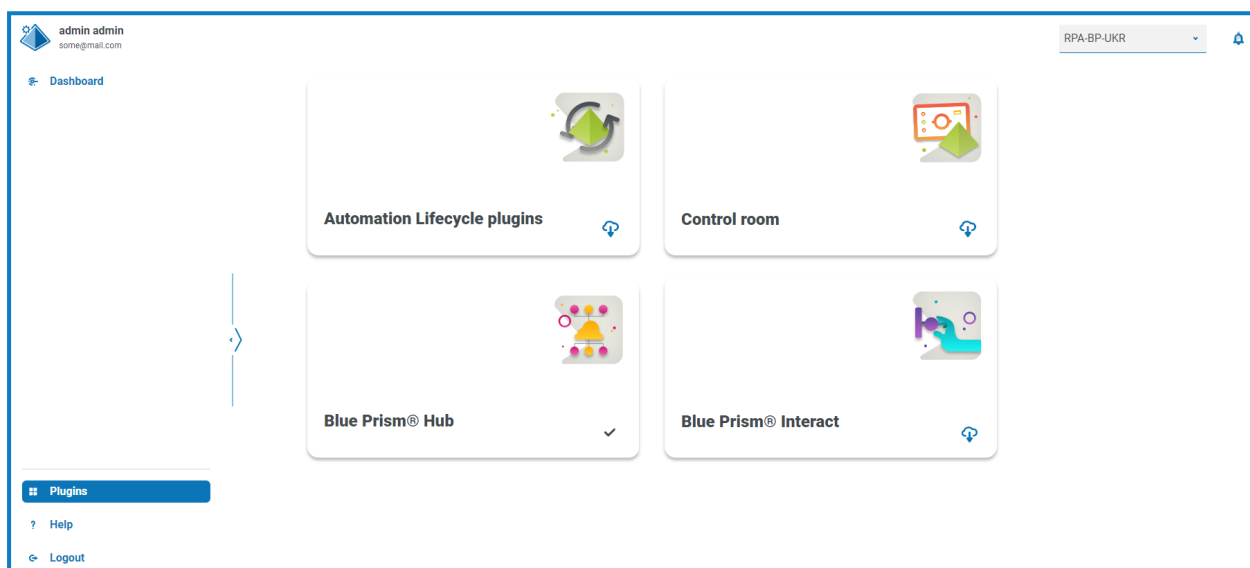 admin admin
some@mail.com
RPA-BP-UKR
Dashboard
Automation Lifecycle plugins
Control room
Blue Prism® Hub
Blue Prism® Interact
Plugins
? Help
Logout